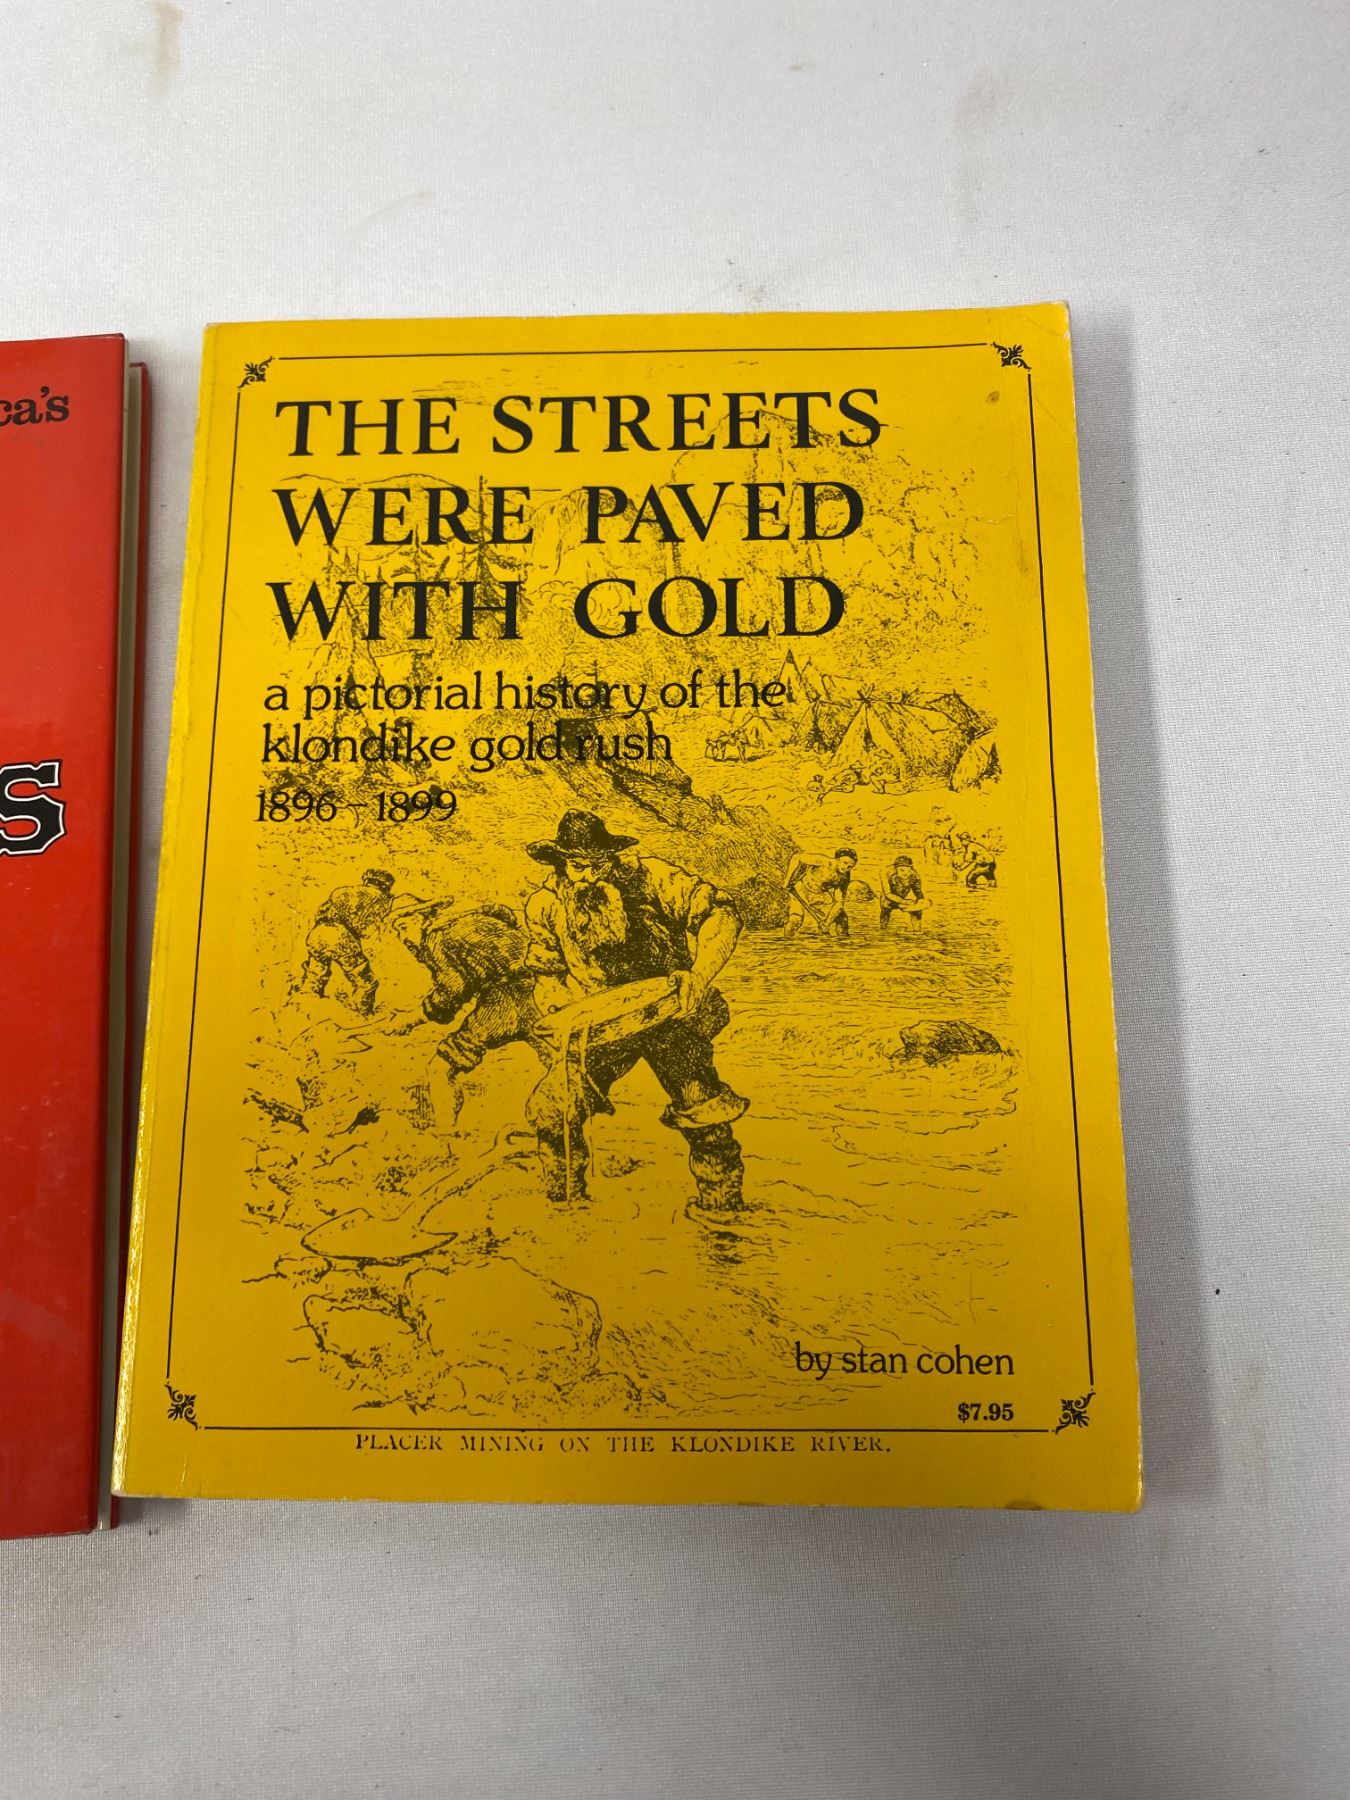 ca's
s
THE STREETS
WERE PAVED
WITH GOLD
a pictorial history of the
klondike gold rush
1896–1899
by stan cohen
$7.95
PLACER MINING ON THE KLONDIKE RIVER.